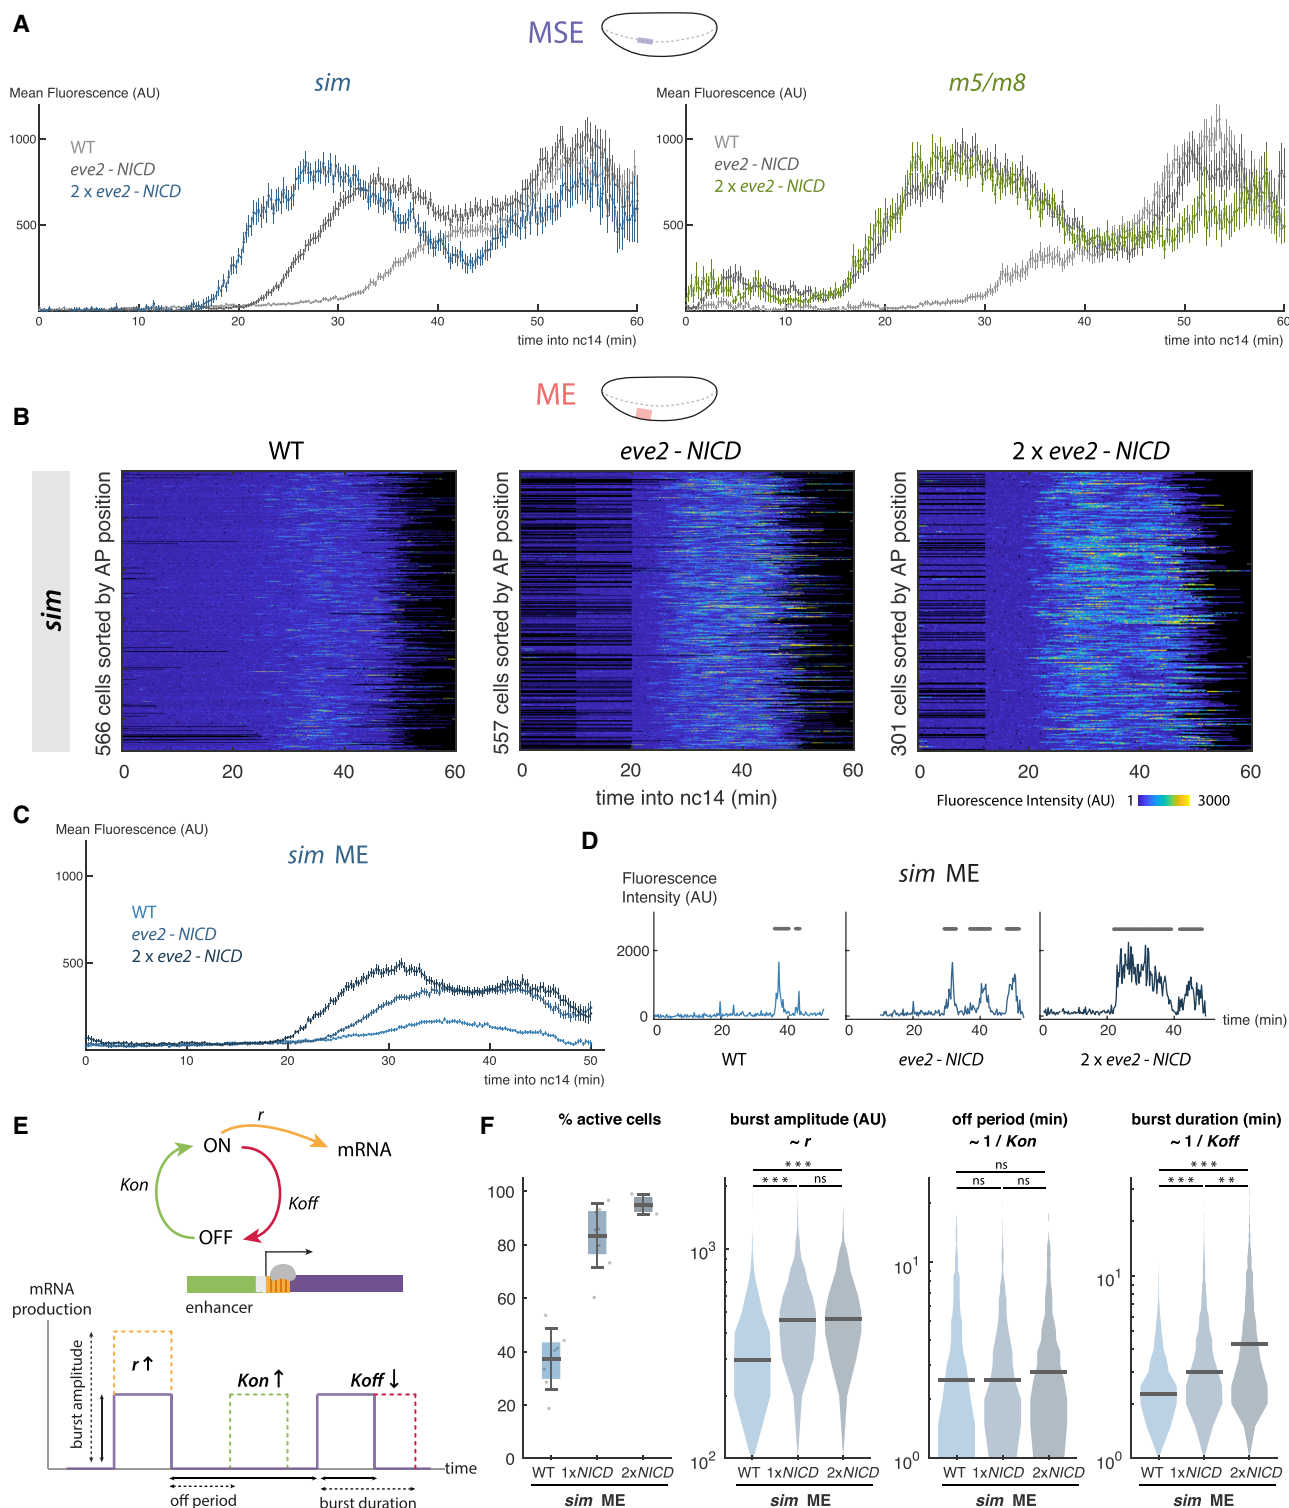 A
MSE
sim
m5/m8
Mean Fluorescence (AU)
1000
500
WT
eve2 - NICD
2 x eve2 - NICD
0 10 20 30 40 50 60
time into nc14 (min)
Mean Fluorescence (AU)
1000
500
WT
eve2 - NICD
2 x eve2 - NICD
0 10 20 30 40 50 60
time into nc14 (min)
ME
B
WT
eve2 - NICD
2 x eve2 - NICD
sim
566 cells sorted by AP position
557 cells sorted by AP position
301 cells sorted by AP position
0 20 40 60
0 20 40 60
0 20 40 60
time into nc14 (min)
Fluorescence Intensity (AU) 1 3000
C
Mean Fluorescence (AU)
sim ME
1000
500
WT
eve2 - NICD
2 x eve2 - NICD
0 10 20 30 40 50
time into nc14 (min)
D
sim ME
Fluorescence
Intensity (AU)
2000
0
0 20 40
0 20 40
0 20 40
time (min)
WT
eve2 - NICD
2 x eve2 - NICD
E
r
ON
mRNA
Kon
Koff
OFF
enhancer
mRNA
production
burst amplitude
r ↑
Kon ↑
Koff ↓
time
off period
burst duration
F
% active cells
100
80
60
40
20
0
WT 1xNICD 2xNICD
sim ME
burst amplitude (AU)
~ r
* * *
* * *
ns
10³
10²
WT 1xNICD 2xNICD
sim ME
off period (min)
~ 1 / Kon
ns
ns
ns
10¹
10⁰
WT 1xNICD 2xNICD
sim ME
burst duration (min)
~ 1 / Koff
* * *
* * *
* *
10¹
10⁰
WT 1xNICD 2xNICD
sim ME